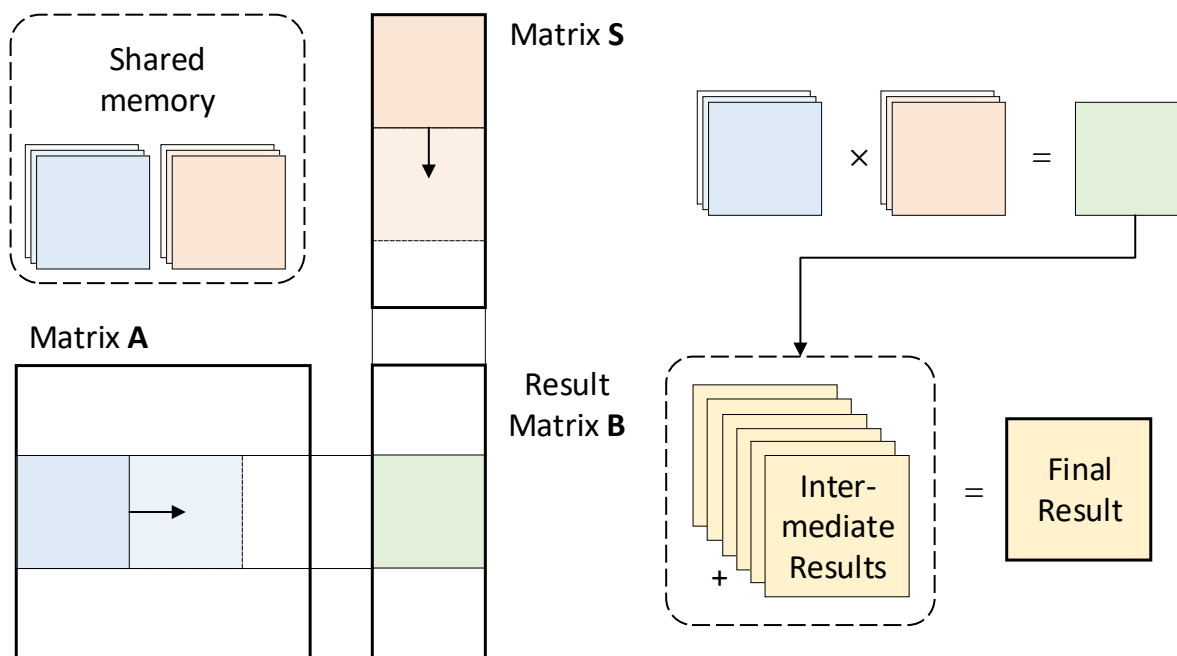 Shared
memory
Matrix S
× =
Matrix A
Result
Matrix B
Inter-
mediate
Results
+
=
Final
Result